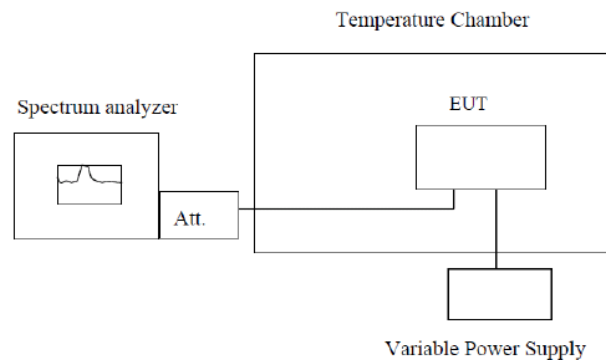 Temperature Chamber
Spectrum analyzer
EUT
Att.
Variable Power Supply